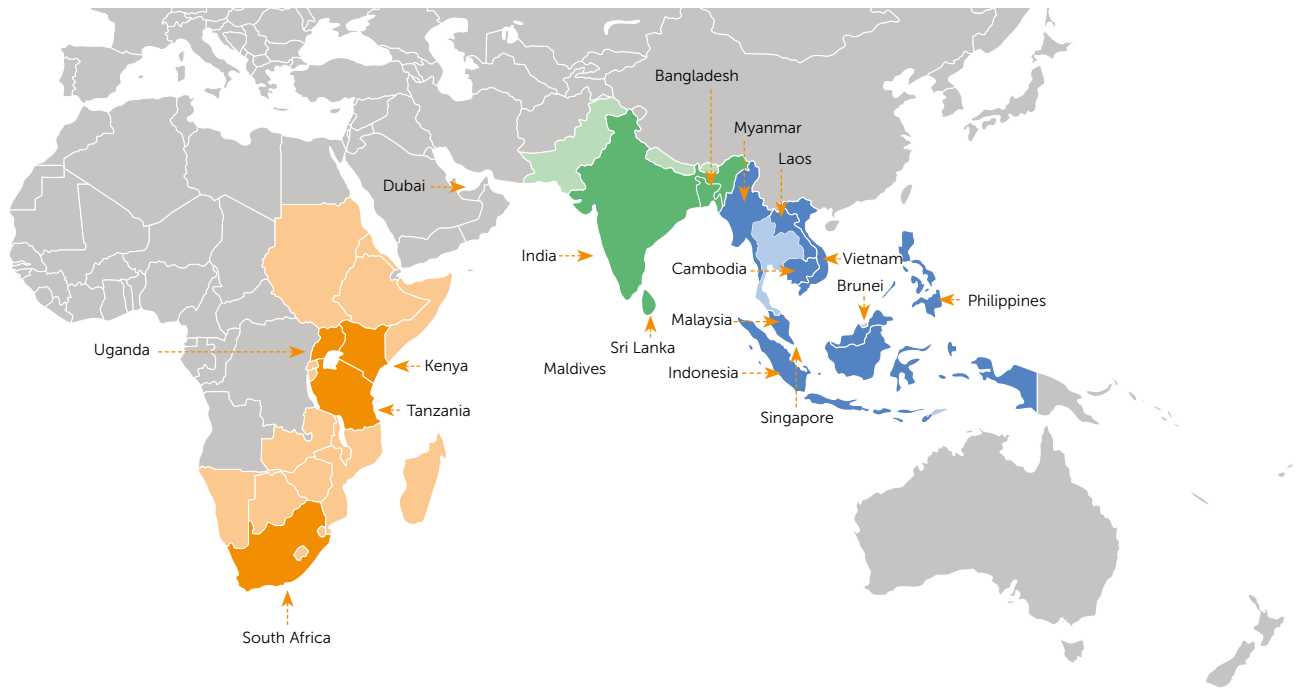 Bangladesh
Myanmar
Laos
Dubai
India
Vietnam
Cambodia
Brunei
Philippines
Malaysia
Sri Lanka
Uganda
Kenya
Maldives
Indonesia
Tanzania
Singapore
South Africa